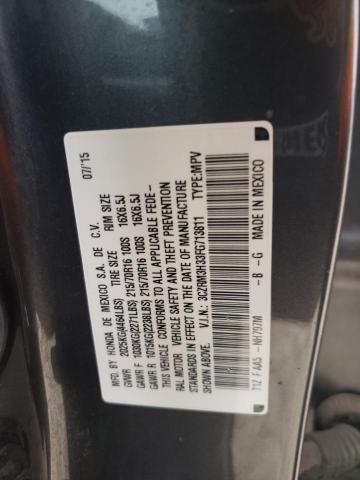 MFD. BY HONDA DE MEXICO S.A. DE C.V. 07/15
TIRE SIZE RIM SIZE
GVWR 2025KG(4464LBS)
GAWR F 1030KG(2271LBS) 215/70R16 100S 16X6.5J
GAWR R 1015KG(2238LBS) 215/70R16 100S 16X6.5J
THIS VEHICLE CONFORMS TO ALL APPLICABLE FEDE-
RAL MOTOR VEHICLE SAFETY AND THEFT PREVENTION
STANDARDS IN EFFECT ON THE DATE OF MANUFACTURE
SHOWN ABOVE.
V.I.N.: 3CZRM3H33FG713811 TYPE:MPV
T1Z F AA5 - NH797M - B - G MADE IN MEXICO